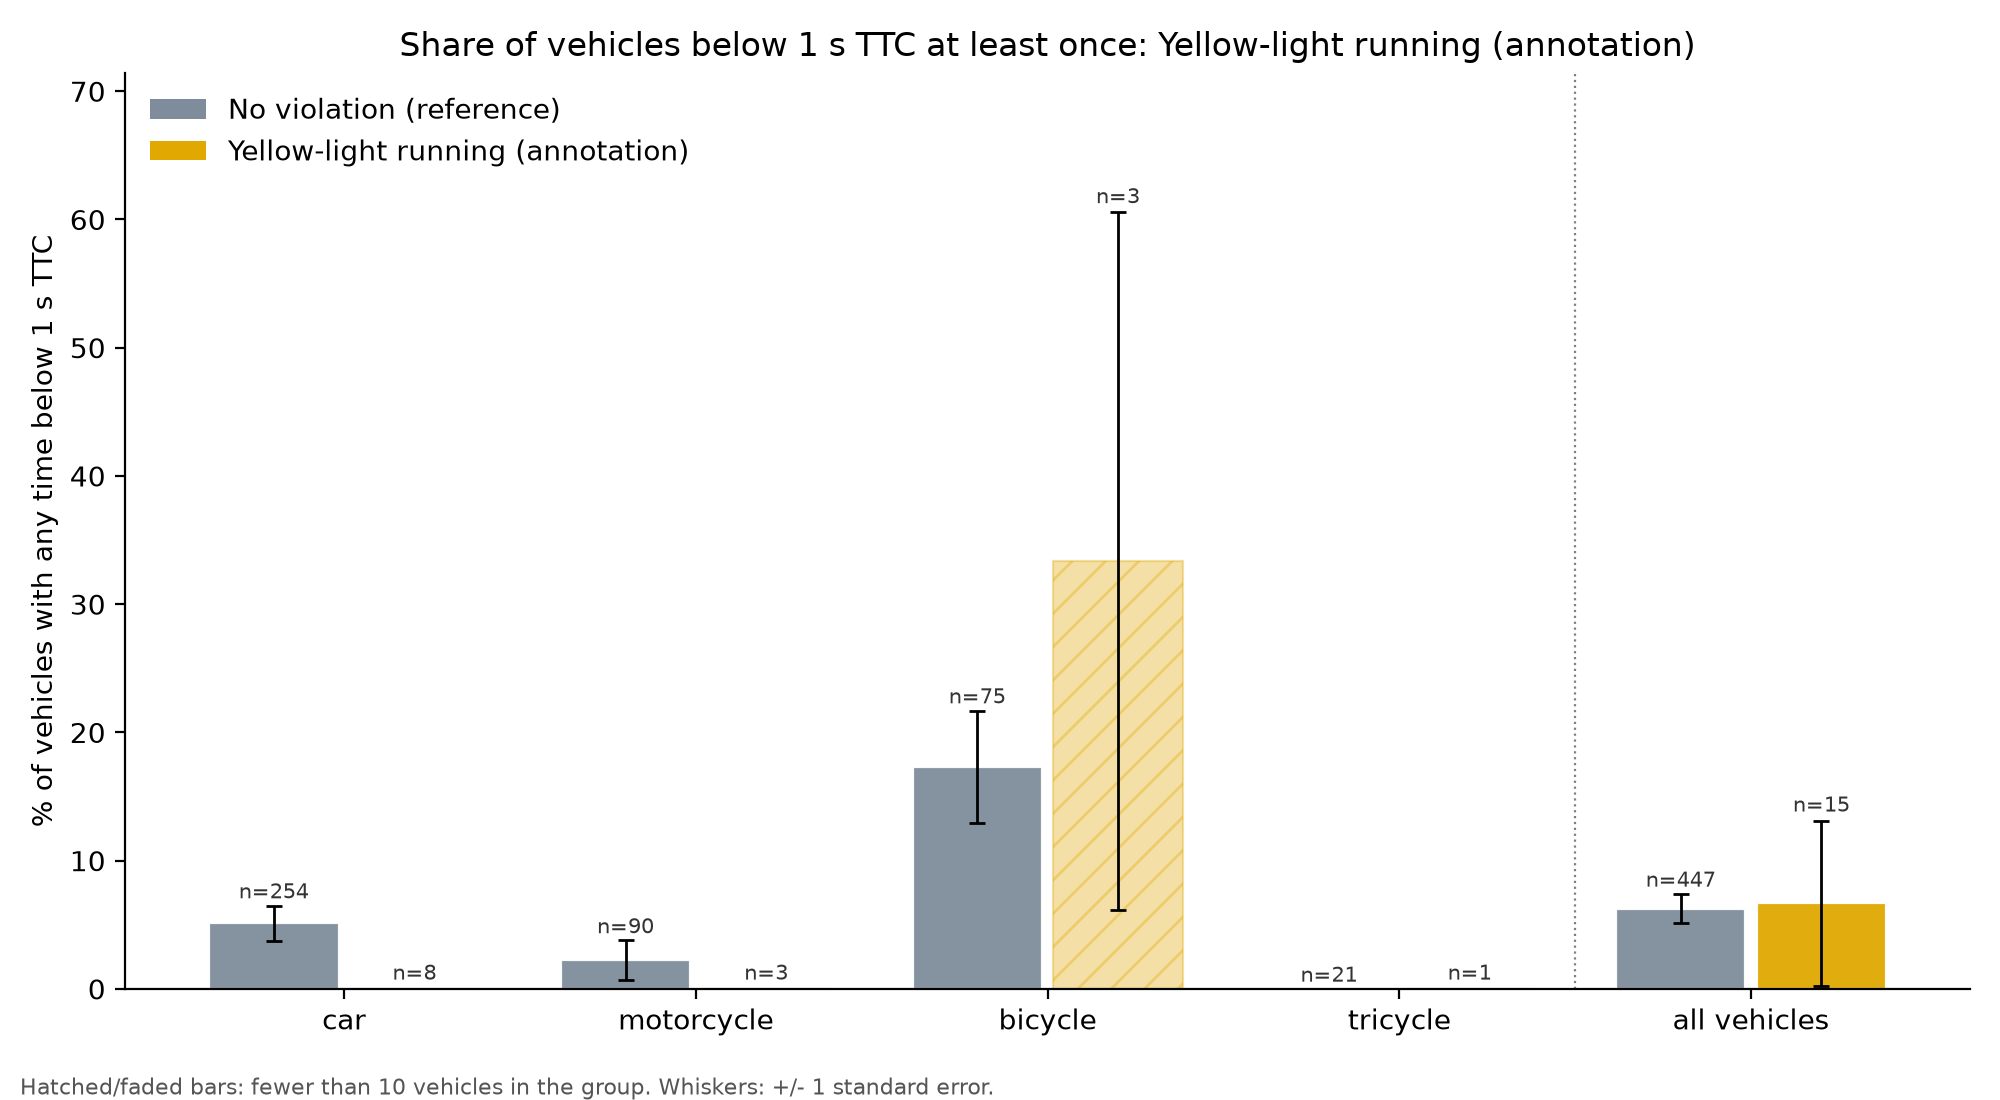 Share of vehicles below 1 s TTC at least once: Yellow-light running (annotation)
No violation (reference)
Yellow-light running (annotation)
% of vehicles with any time below 1 s TTC
70
60
50
40
30
20
10
0
n=254
n=8
n=90
n=3
n=75
n=3
n=21
n=1
n=447
n=15
car
motorcycle
bicycle
tricycle
all vehicles
Hatched/faded bars: fewer than 10 vehicles in the group. Whiskers: +/- 1 standard error.